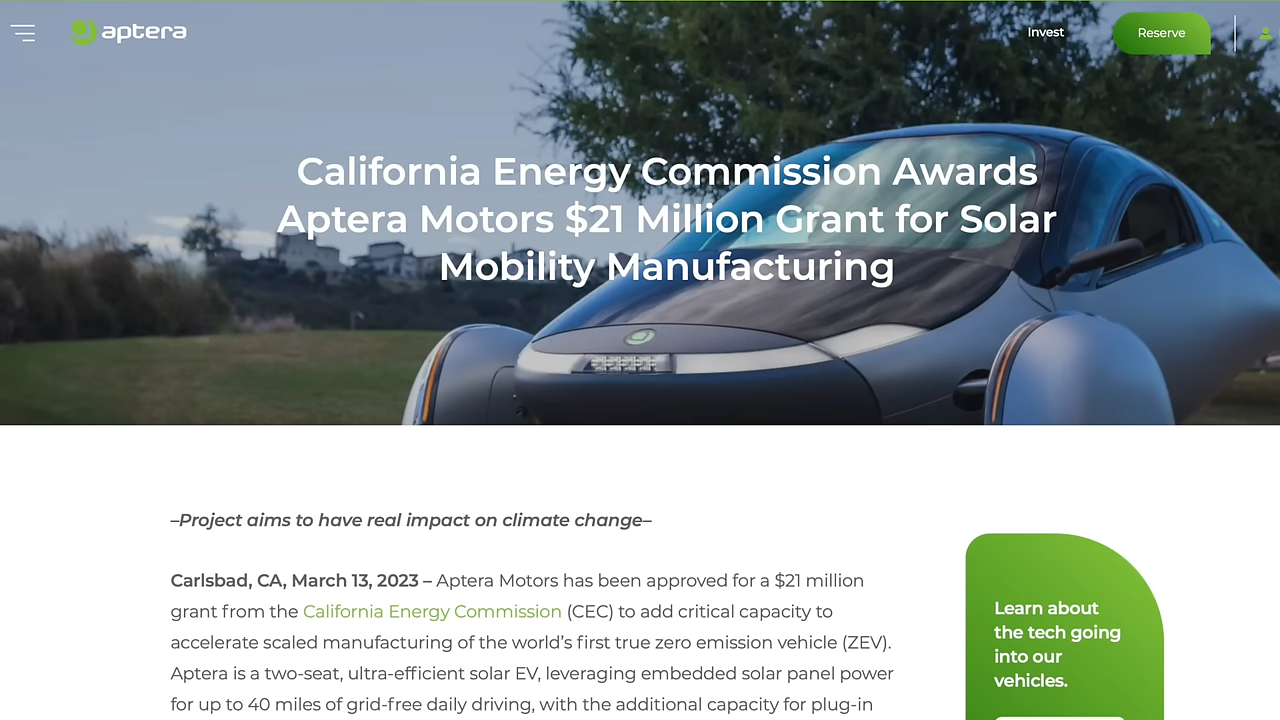 aptera
Invest
Reserve
California Energy Commission Awards
Aptera Motors $21 Million Grant for Solar
Mobility Manufacturing
–Project aims to have real impact on climate change–
Carlsbad, CA, March 13, 2023 – Aptera Motors has been approved for a $21 million
grant from the California Energy Commission (CEC) to add critical capacity to
accelerate scaled manufacturing of the world’s first true zero emission vehicle (ZEV).
Aptera is a two-seat, ultra-efficient solar EV, leveraging embedded solar panel power
for up to 40 miles of grid-free daily driving, with the additional capacity for plug-in
Learn about
the tech going
into our
vehicles.